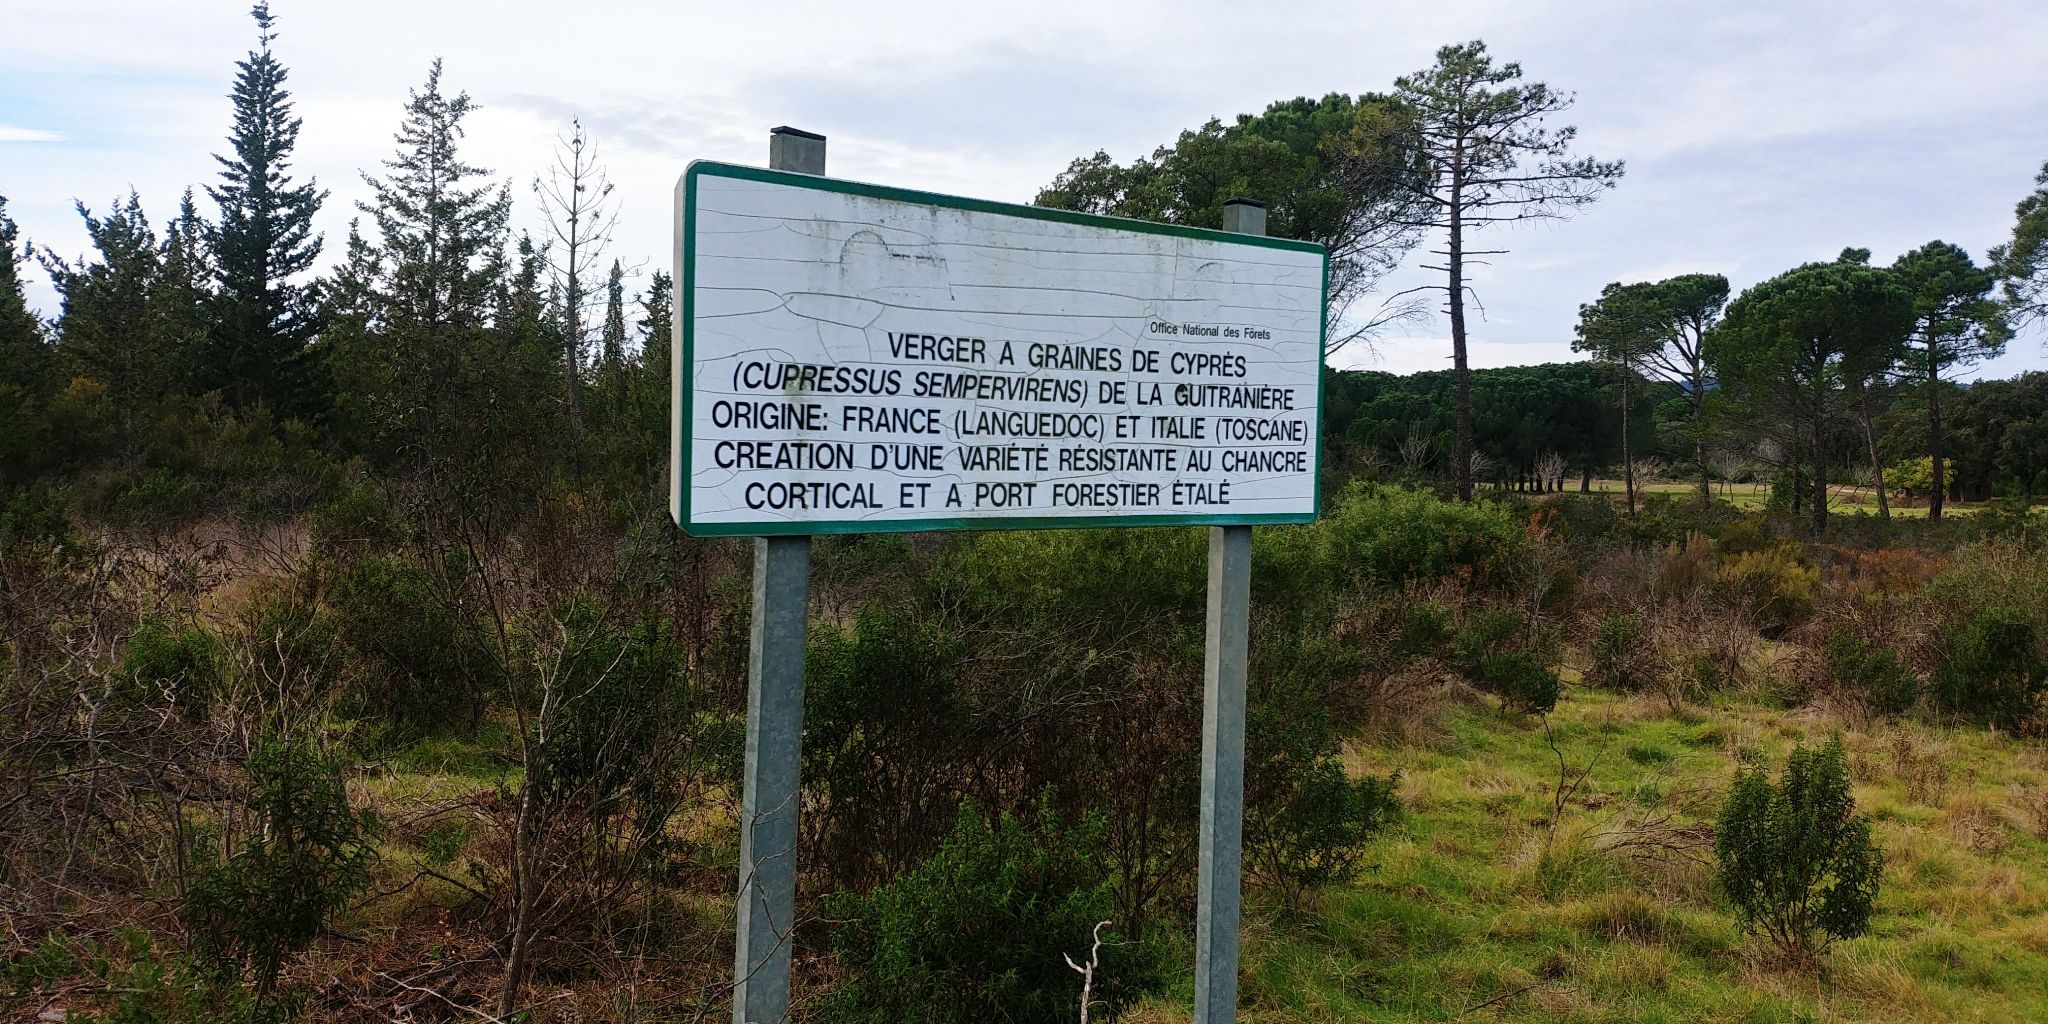 Office National des Fôrets
VERGER A GRAINES DE CYPRÈS
(CUPRESSUS SEMPERVIRENS) DE LA GUITRANIÈRE
ORIGINE: FRANCE (LANGUEDOC) ET ITALIE (TOSCANE)
CREATION D'UNE VARIÉTÉ RÉSISTANTE AU CHANCRE
CORTICAL ET A PORT FORESTIER ÉTALÉ